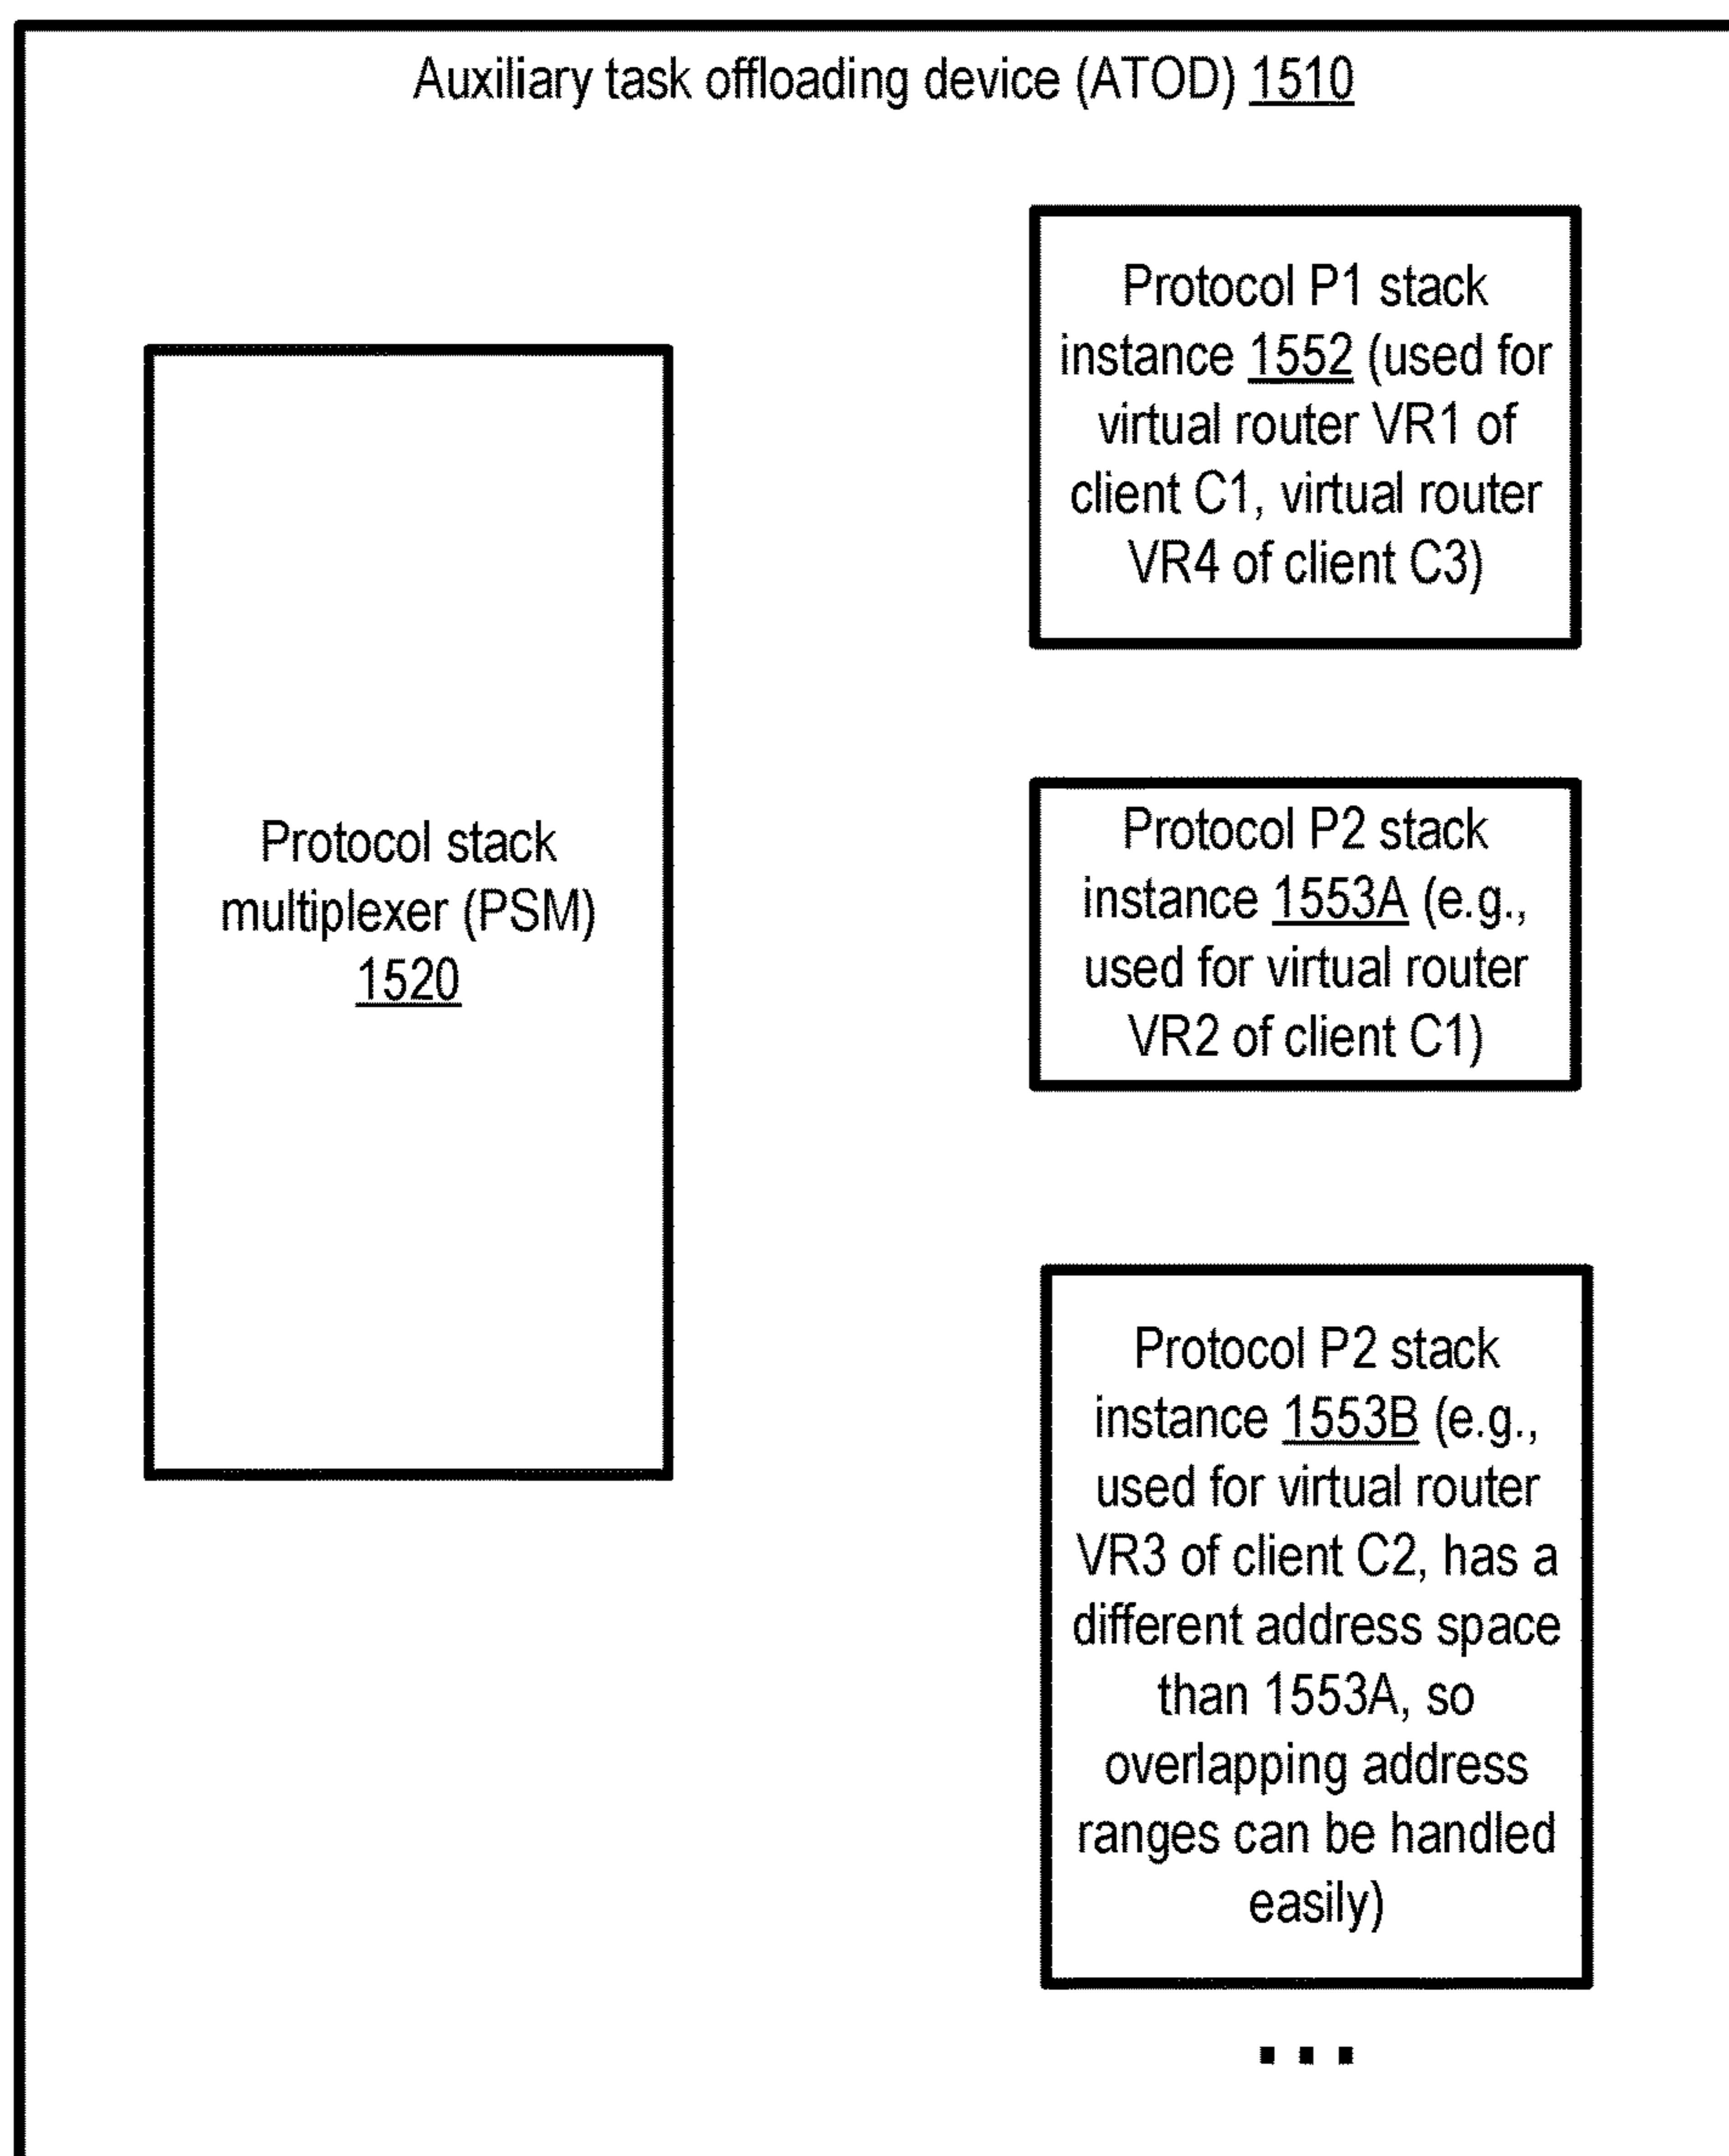 Auxiliary task offloading device (ATOD) 1510
Protocol P1 stack
instance 1552 (used for
virtual router VR1 of
client C1, virtual router
VR4 of client C3)
Protocol stack
multiplexer (PSM)
1520
Protocol P2 stack
instance 1553A (e.g.,
used for virtual router
VR2 of client C1)
Protocol P2 stack
instance 1553B (e.g.,
used for virtual router
VR3 of client C2, has a
different address space
than 1553A, so
overlapping address
ranges can be handled
easily)
...